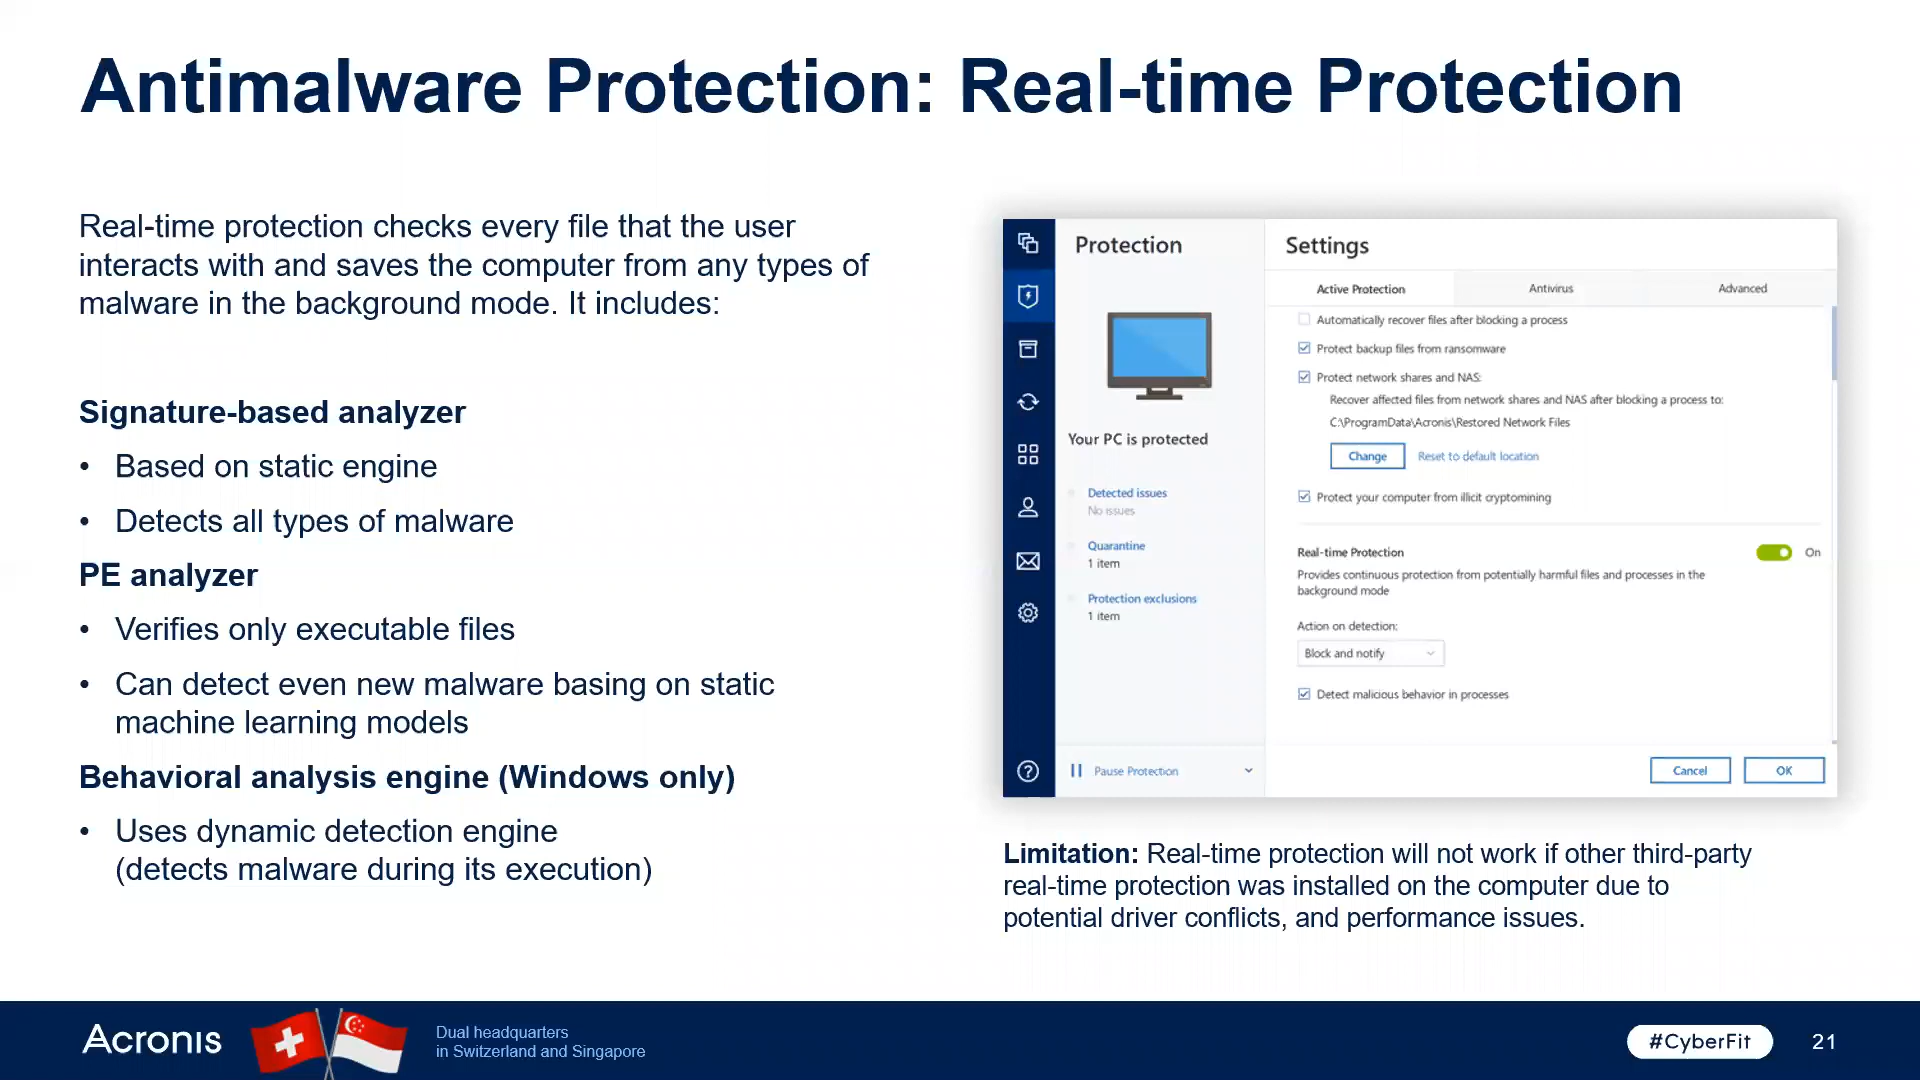 Antimalware Protection: Real-time Protection
Real-time protection checks every file that the user
interacts with and saves the computer from any types of
malware in the background mode. It includes:
Signature-based analyzer
• Based on static engine
• Detects all types of malware
PE analyzer
• Verifies only executable files
• Can detect even new malware basing on static
machine learning models
Behavioral analysis engine (Windows only)
• Uses dynamic detection engine
(detects malware during its execution)
Protection
Your PC is protected
Detected issues
No issues
Quarantine
1 item
Protection exclusions
1 item
Pause Protection
Settings
Active Protection
Antivirus
Advanced
Automatically recover files after blocking a process
Protect backup files from ransomware
Protect network shares and NAS:
Recover affected files from network shares and NAS after blocking a process to:
C:\ProgramData\Acronis\Restored Network Files
Change
Reset to default location
Protect your computer from illicit cryptomining
Real-time Protection
On
Provides continuous protection from potentially harmful files and processes in the
background mode
Action on detection:
Block and notify
Detect malicious behavior in processes
Cancel
OK
Limitation: Real-time protection will not work if other third-party
real-time protection was installed on the computer due to
potential driver conflicts, and performance issues.
Acronis
Dual headquarters
in Switzerland and Singapore
#CyberFit
21